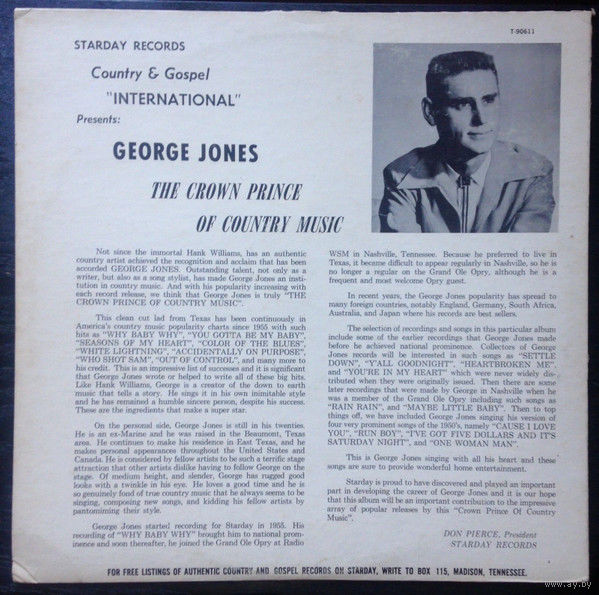 T-90611
STARDAY RECORDS
Country & Gospel
"INTERNATIONAL"
Presents:
GEORGE JONES
THE CROWN PRINCE
OF COUNTRY MUSIC
Not since the immortal Hank Williams, has an authentic
country artist achieved the recognition and acclaim that has been
accorded GEORGE JONES. Outstanding talent, not only as a
writer, but also as a song stylist, has made George Jones an insti-
tution in country music. And with his popularity increasing with
each record release, we think that George Jones is truly "THE
CROWN PRINCE OF COUNTRY MUSIC".
This clean cut lad from Texas has been continously in
America's country music popularity charts since 1955 with such
hits as "WHY BABY WHY", "YOU GOTTA BE MY BABY",
"SEASONS OF MY HEART", "COLOR OF THE BLUES",
"WHITE LIGHTNING", "ACCIDENTALLY ON PURPOSE",
"WHO SHOT SAM", "OUT OF CONTROL", and many more to
his credit. This is an impressive list of successes and it is significant
that George Jones wrote or helped to write all of these big hits.
Like Hank Williams, George is a creator of the down to earth
music that tells a story. He sings it in his own inimitable style
and he has remained a humble sincere person, despite his success.
These are the ingredients that make a super star.
On the personal side, George Jones is still in his twenties.
He is an ex-Marine and he was raised in the Beaumont, Texas
area. He continues to make his residence in East Texas, and he
makes personal appearances throughout the United States and
Canada. He is considered by fellow artists to be such a terrific stage
attraction that other artists dislike having to follow George on the
stage. Of medium height, and slender, George has rugged good
looks with a twinkle in his eye. He loves a good time and he is
so genuinely fond of true country music that he always seems to be
singing, composing new songs, and kidding his fellow artists by
pantomiming their style.
George Jones started recording for Starday in 1955. His
recording of "WHY BABY WHY" brought him to national prom-
inence and soon thereafter, he joined the Grand Ole Opry at Radio
WSM in Nashville, Tennessee. Because he preferred to live in
Texas, it became difficult to appear regularly in Nashville, so he is
no longer a regular on the Grand Ole Opry, although he is a
frequent and most welcome Opry guest.
In recent years, the George Jones popularity has spread to
many foreign countries, notably England, Germany, South Africa,
Australia, and Japan where his records are best sellers.
The selection of recordings and songs in this particular album
include some of the earlier recordings that George Jones made
before he achieved national prominence. Collectors of George
Jones records will be interested in such songs as "SETTLE
DOWN", "Y'ALL GOODNIGHT", "HEARTBROKEN ME",
and "YOU'RE IN MY HEART" which were never widely dis-
tributed when they were originally issued. Then there are some
later recordings that were made by George in Nashville when he
was a member of the Grand Ole Opry including such songs as
"RAIN RAIN", and "MAYBE LITTLE BABY". Then to top
things off, we have included George Jones singing his version of
four very prominent songs of the 1950's, namely "CAUSE I LOVE
YOU", "RUN BOY", "I'VE GOT FIVE DOLLARS AND IT'S
SATURDAY NIGHT", and "ONE WOMAN MAN".
This is George Jones singing with all his heart and these
songs are sure to provide wonderful home entertainment.
Starday is proud to have discovered and played an important
part in developing the career of George Jones and it is our hope
that this album will be an important contribution to the impressive
array of popular releases by this "Crown Prince Of Country
Music".
DON PIERCE, President
STARDAY RECORDS
FOR FREE LISTINGS OF AUTHENTIC COUNTRY AND GOSPEL RECORDS ON STARDAY, WRITE TO BOX 115, MADISON, TENNESSEE.
www.ay.by